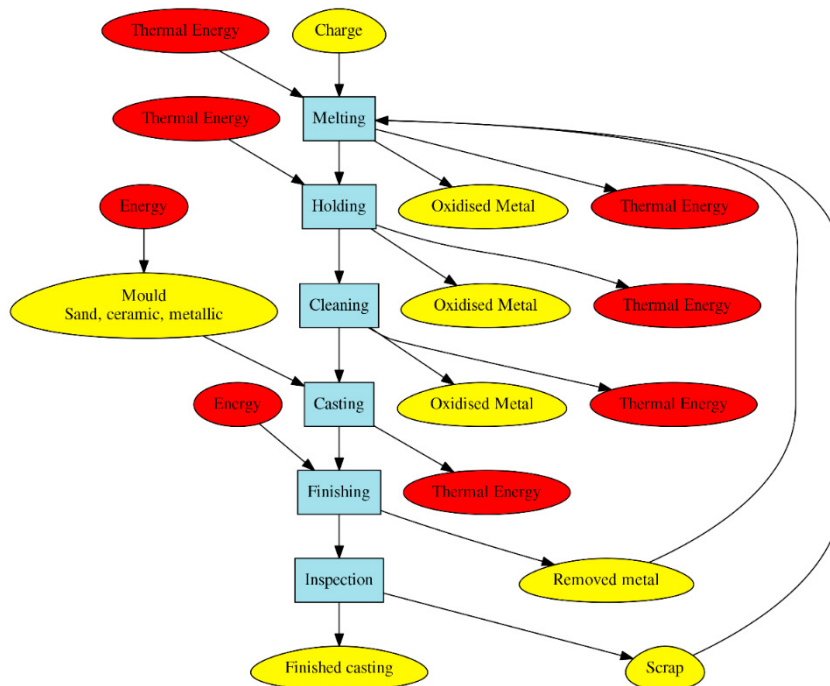 Thermal Energy
Charge
Thermal Energy
Melting
Energy
Holding
Oxidised Metal
Thermal Energy
Mould
Sand, ceramic, metallic
Cleaning
Oxidised Metal
Thermal Energy
Energy
Casting
Oxidised Metal
Thermal Energy
Finishing
Thermal Energy
Inspection
Removed metal
Finished casting
Scrap